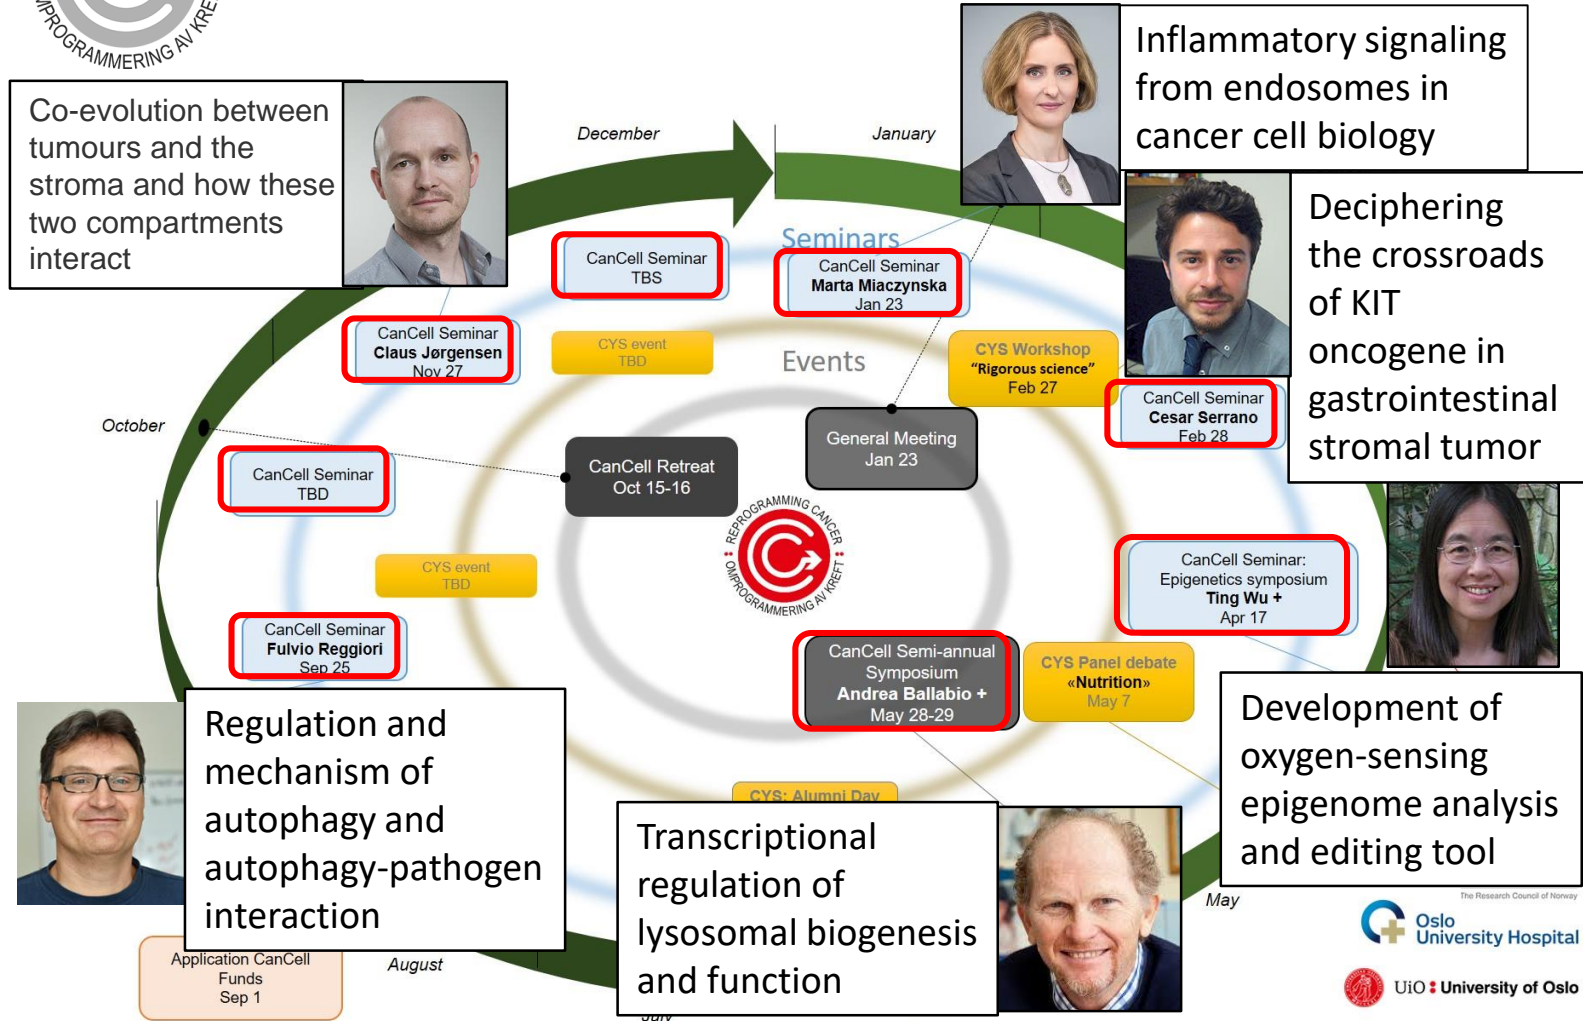 OMPROGRAMMERING AV KREFT
Co-evolution between
tumours and the
stroma and how these
two compartments
interact
December
January
Inflammatory signaling
from endosomes in
cancer cell biology
Deciphering
the crossroads
of KIT
oncogene in
gastrointestinal
stromal tumor
Seminars
CanCell Seminar
TBS
CanCell Seminar
Marta Miaczynska
Jan 23
CanCell Seminar
Claus Jørgensen
Nov 27
CYS event
TBD
Events
CYS Workshop
“Rigorous science”
Feb 27
CanCell Seminar
Cesar Serrano
Feb 28
October
General Meeting
Jan 23
CanCell Seminar
TBD
CanCell Retreat
Oct 15-16
REPROGRAMMING CANCER
OMPROGRAMMERING AV KREFT
CYS event
TBD
CanCell Seminar:
Epigenetics symposium
Ting Wu +
Apr 17
CanCell Seminar
Fulvio Reggiori
Sep 25
CanCell Semi-annual
Symposium
Andrea Ballabio +
May 28-29
CYS Panel debate
«Nutrition»
May 7
Regulation and
mechanism of
autophagy and
autophagy-pathogen
interaction
Development of
oxygen-sensing
epigenome analysis
and editing tool
CYS: Alumni Day
Transcriptional
regulation of
lysosomal biogenesis
and function
May
The Research Council of Norway
Oslo
University Hospital
Application CanCell
Funds
Sep 1
August
July
UiO : University of Oslo